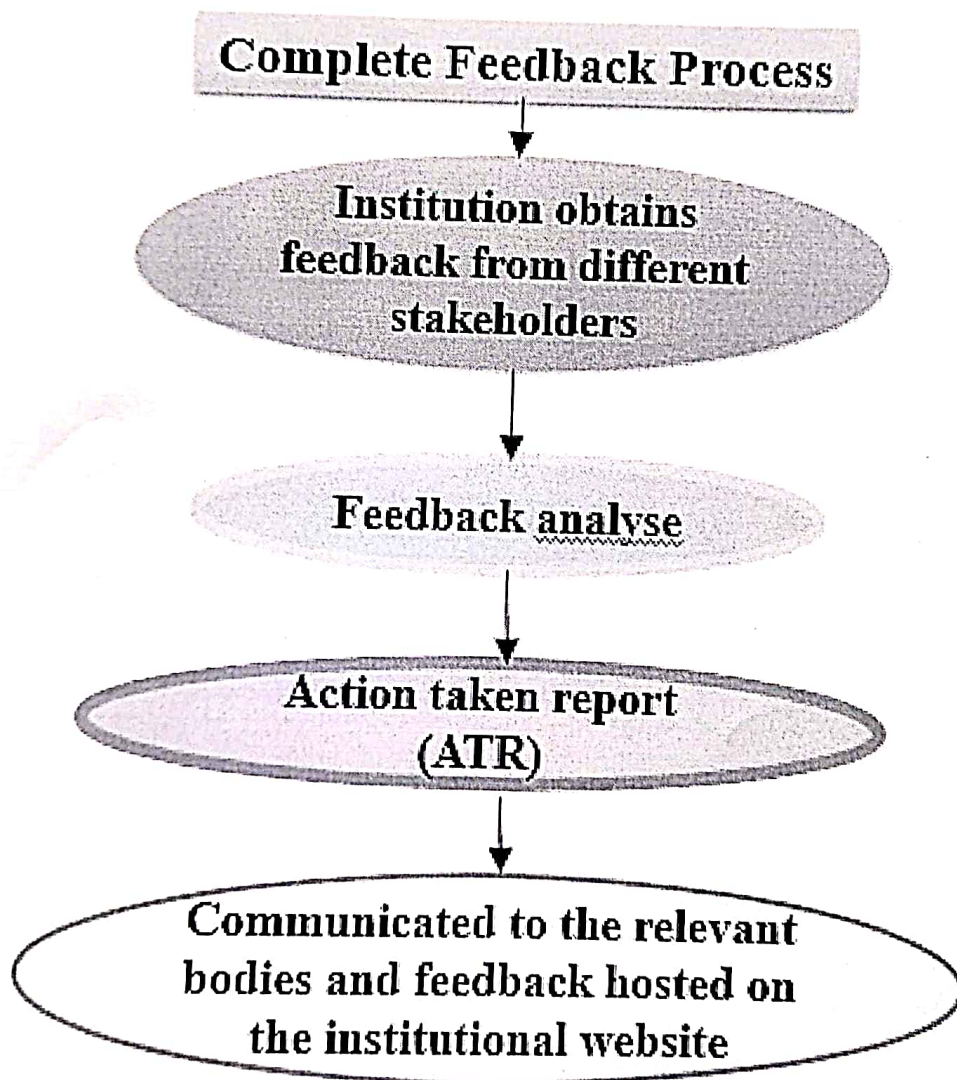 Complete Feedback Process
Institution obtains
feedback from different
stakeholders
Feedback analyse
Action taken report
(ATR)
Communicated to the relevant
bodies and feedback hosted on
the institutional website